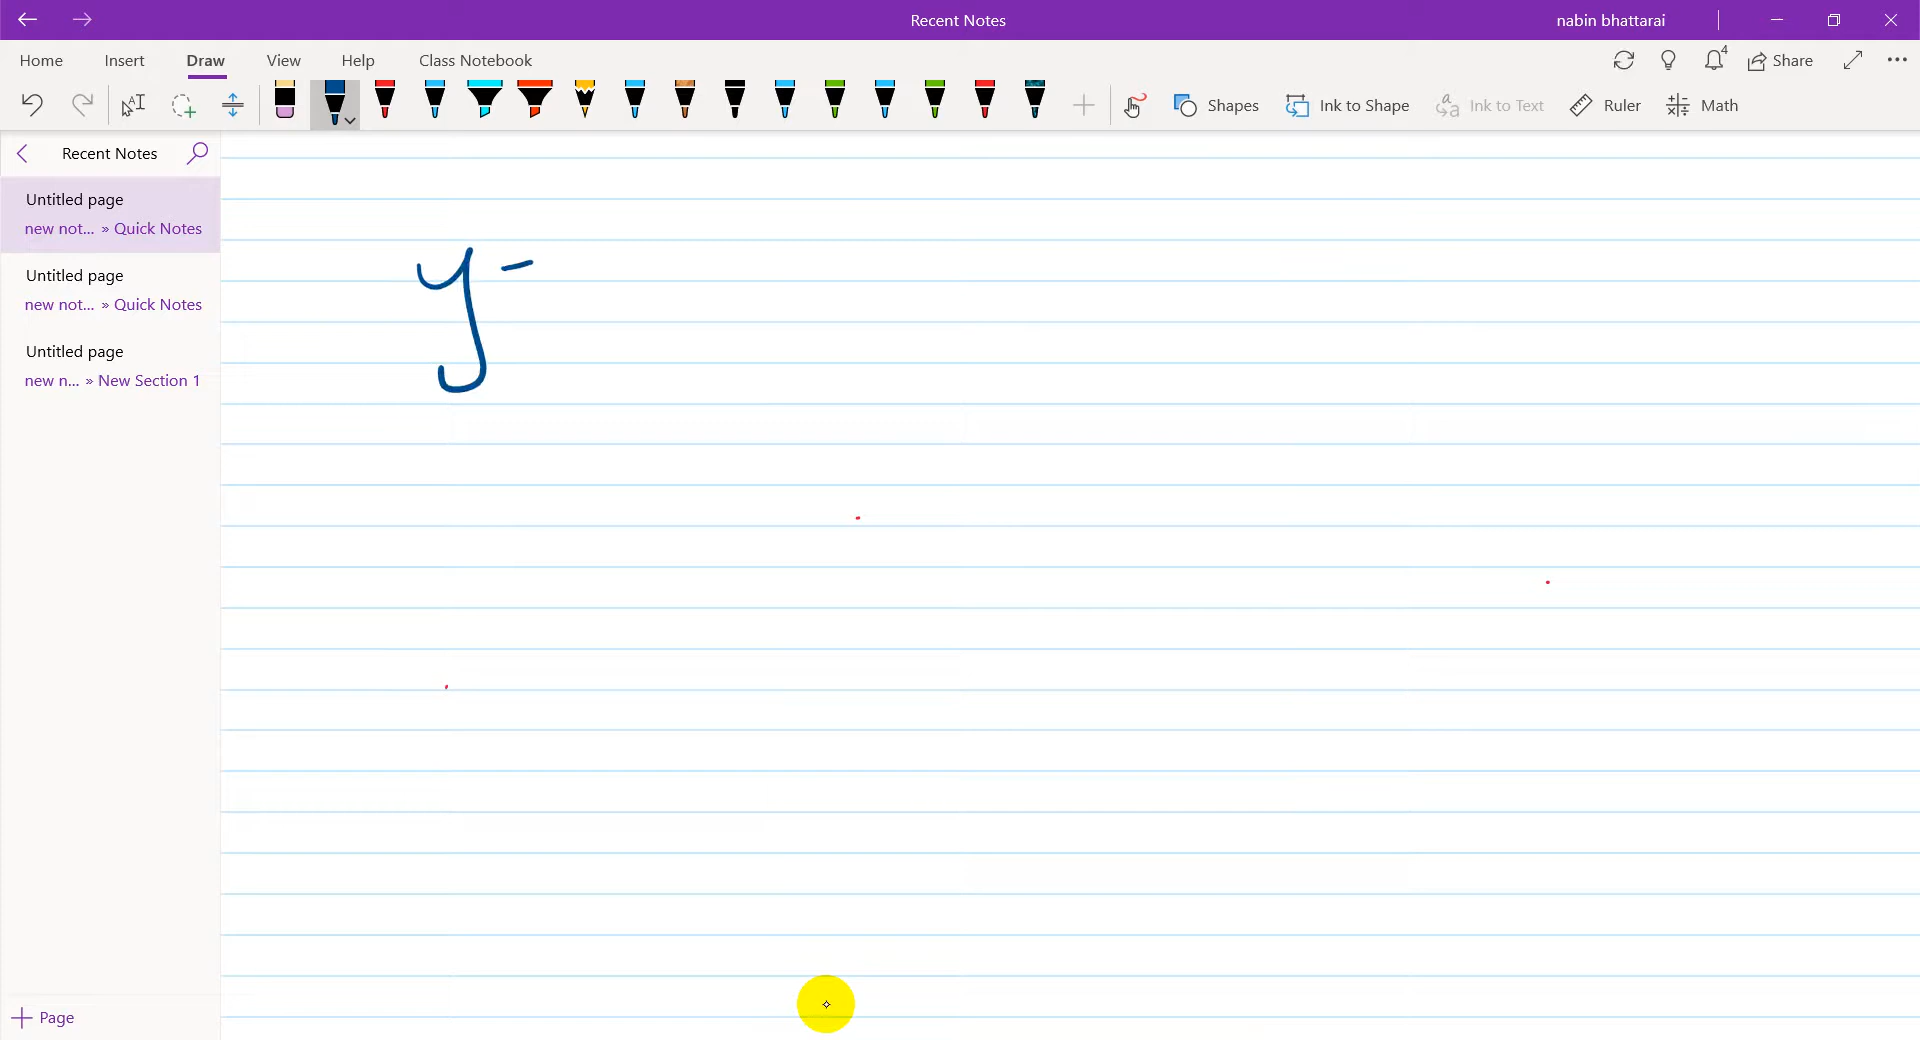 Recent Notes
nabin bhattarai
Home Insert Draw View Help Class Notebook
4
Share
AI
Shapes
Ink to Shape
a
a
Ink to Text
Ruler
Math
Recent Notes
Untitled page
new not... » Quick Notes
Untitled page
new not... » Quick Notes
Untitled page
new n... » New Section 1
y -
Page